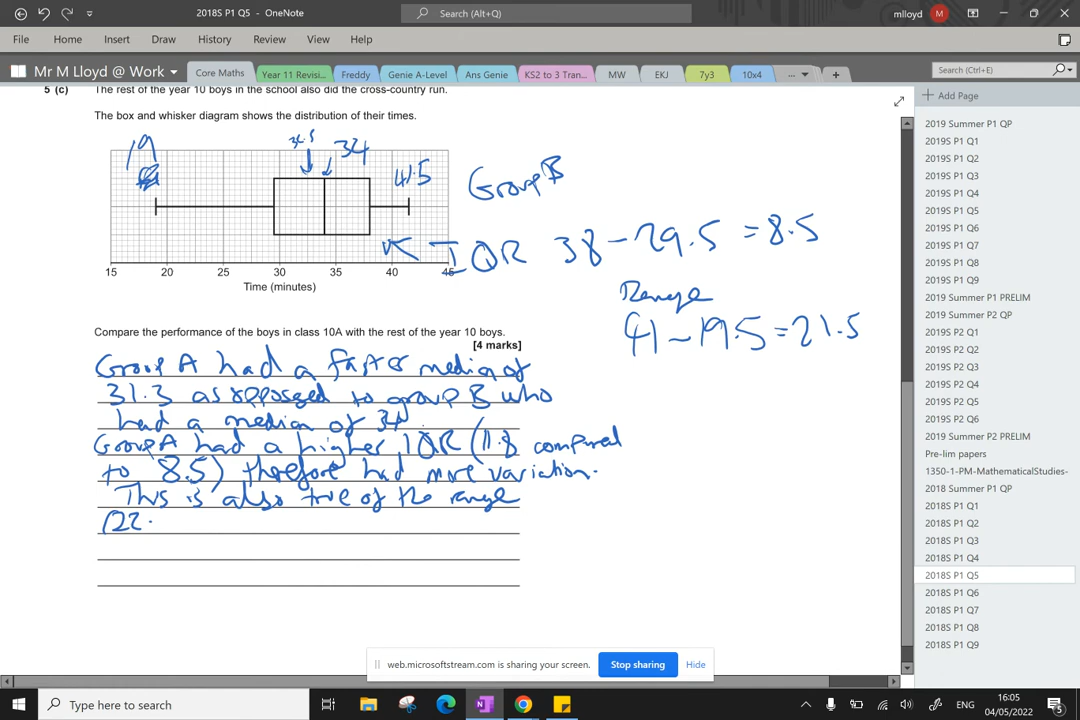 2018S P1 Q5 - OneNote
Search (Alt+Q)
mlloyd
M
File Home Insert Draw History Review View Help
Mr M Lloyd @ Work
Core Maths
Year 11 Revisi...
Freddy
Genie A-Level
Ans Genie
KS2 to 3 Tran...
MW
EKJ
7y3
10x4
...
Search (Ctrl+E)
5 (c) The rest of the year 10 boys in the school also did the cross-country run.
The box and whisker diagram shows the distribution of their times.
19
34.5
34
41.5
Group B
IQR 38 - 29.5 = 8.5
15 20 25 30 35 40 45
Time (minutes)
Range
41 - 19.5 = 21.5
Compare the performance of the boys in class 10A with the rest of the year 10 boys.
[4 marks]
Group A had a faster median of
31.3 as opposed to group B who
had a median of 34
Group A had a higher IQR (11.8 compared
to 8.5) therefore had more variation.
This is also true of the range
(22.
Add Page
2019 Summer P1 QP
2019S P1 Q1
2019S P1 Q2
2019S P1 Q3
2019S P1 Q4
2019S P1 Q5
2019S P1 Q6
2019S P1 Q7
2019S P1 Q8
2019S P1 Q9
2019 Summer P1 PRELIM
2019 Summer P2 QP
2019S P2 Q1
2019S P2 Q2
2019S P2 Q3
2019S P2 Q4
2019S P2 Q5
2019S P2 Q6
2019 Summer P2 PRELIM
Pre-lim papers
1350-1-PM-MathematicalStudies-
2018 Summer P1 QP
2018S P1 Q1
2018S P1 Q2
2018S P1 Q3
2018S P1 Q4
2018S P1 Q5
2018S P1 Q6
2018S P1 Q7
2018S P1 Q8
2018S P1 Q9
web.microsoftstream.com is sharing your screen.
Stop sharing
Hide
Type here to search
ENG
16:05
04/05/2022
5